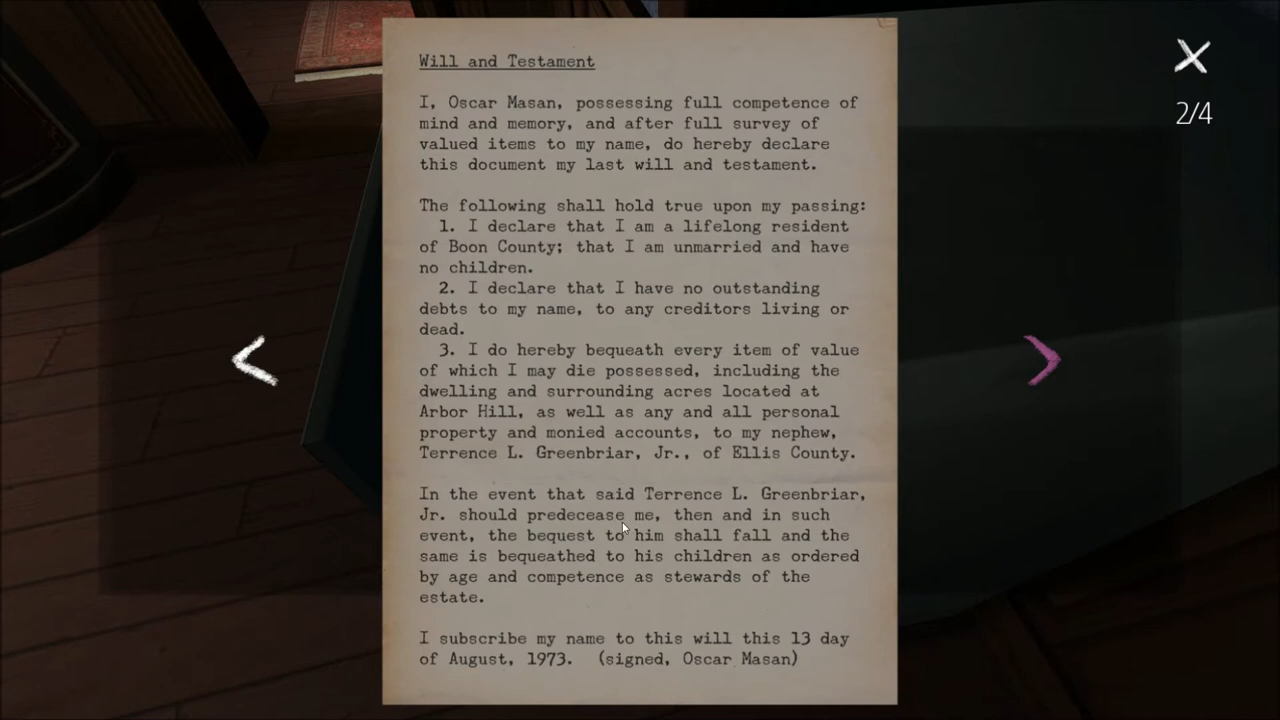 Will and Testament
I, Oscar Masan, possessing full competence of
mind and memory, and after full survey of
valued items to my name, do hereby declare
this document my last will and testament.
The following shall hold true upon my passing:
1. I declare that I am a lifelong resident
of Boon County; that I am unmarried and have
no children.
2. I declare that I have no outstanding
debts to my name, to any creditors living or
dead.
3. I do hereby bequeath every item of value
of which I may die possessed, including the
dwelling and surrounding acres located at
Arbor Hill, as well as any and all personal
property and monied accounts, to my nephew,
Terrence L. Greenbriar, Jr., of Ellis County.
In the event that said Terrence L. Greenbriar,
Jr. should predecease me, then and in such
event, the bequest to him shall fall and the
same is bequeathed to his children as ordered
by age and competence as stewards of the
estate.
I subscribe my name to this will this 13 day
of August, 1973. (signed, Oscar Masan)
2/4